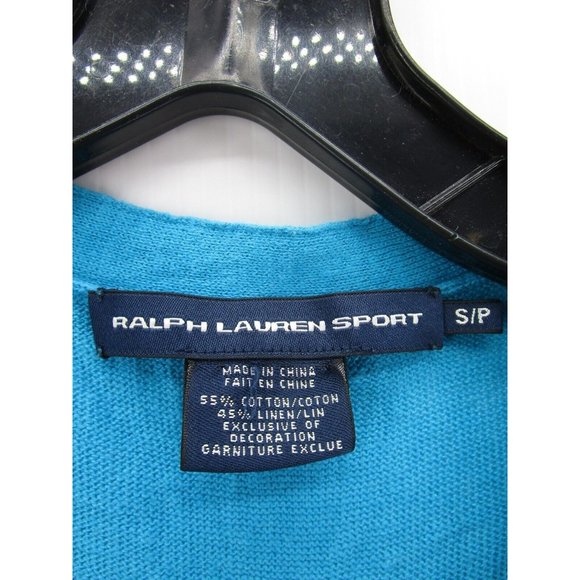 RALPH LAUREN SPORT
S/P
MADE IN CHINA
FAIT EN CHINE
55% COTTON/COTON
45% LINEN/LIN
EXCLUSIVE OF
DECORATION
GARNITURE EXCLUE